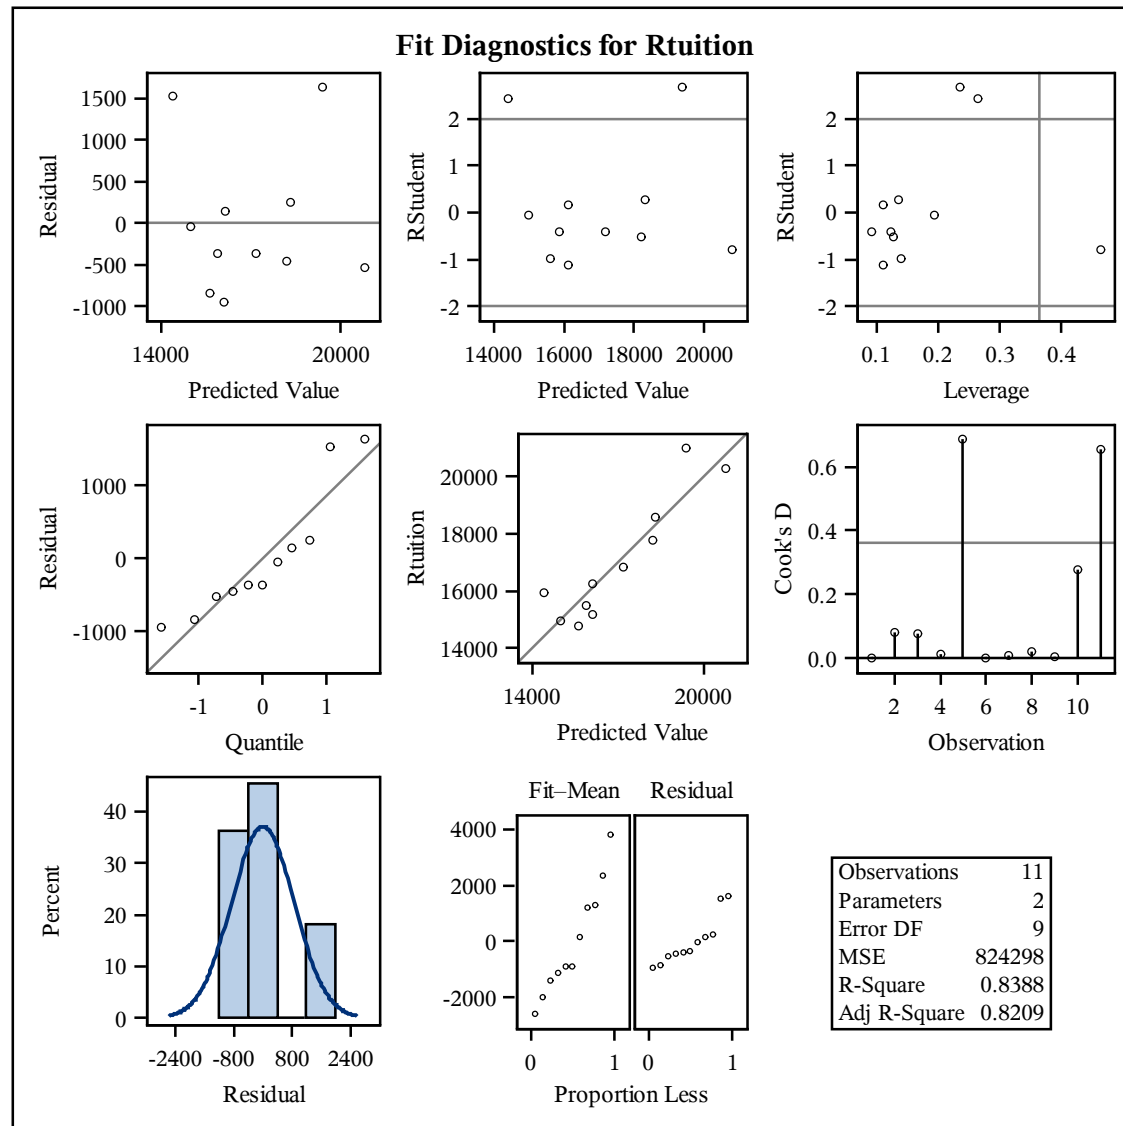 Fit Diagnostics for Rtuition
1500
1000
500
0
-500
-1000
Residual
14000 20000
Predicted Value
2
1
0
-1
-2
RStudent
14000 16000 18000 20000
Predicted Value
2
1
0
-1
-2
RStudent
0.1 0.2 0.3 0.4
Leverage
1000
0
-1000
Residual
-1 0 1
Quantile
20000
18000
16000
14000
Rtuition
14000 20000
Predicted Value
0.6
0.4
0.2
0.0
Cook's D
2 4 6 8 10
Observation
40
30
20
10
0
Percent
-2400 -800 800 2400
Residual
Fit–Mean Residual
4000
2000
0
-2000
0 1 0 1
Proportion Less
Observations 11
Parameters 2
Error DF 9
MSE 824298
R-Square 0.8388
Adj R-Square 0.8209